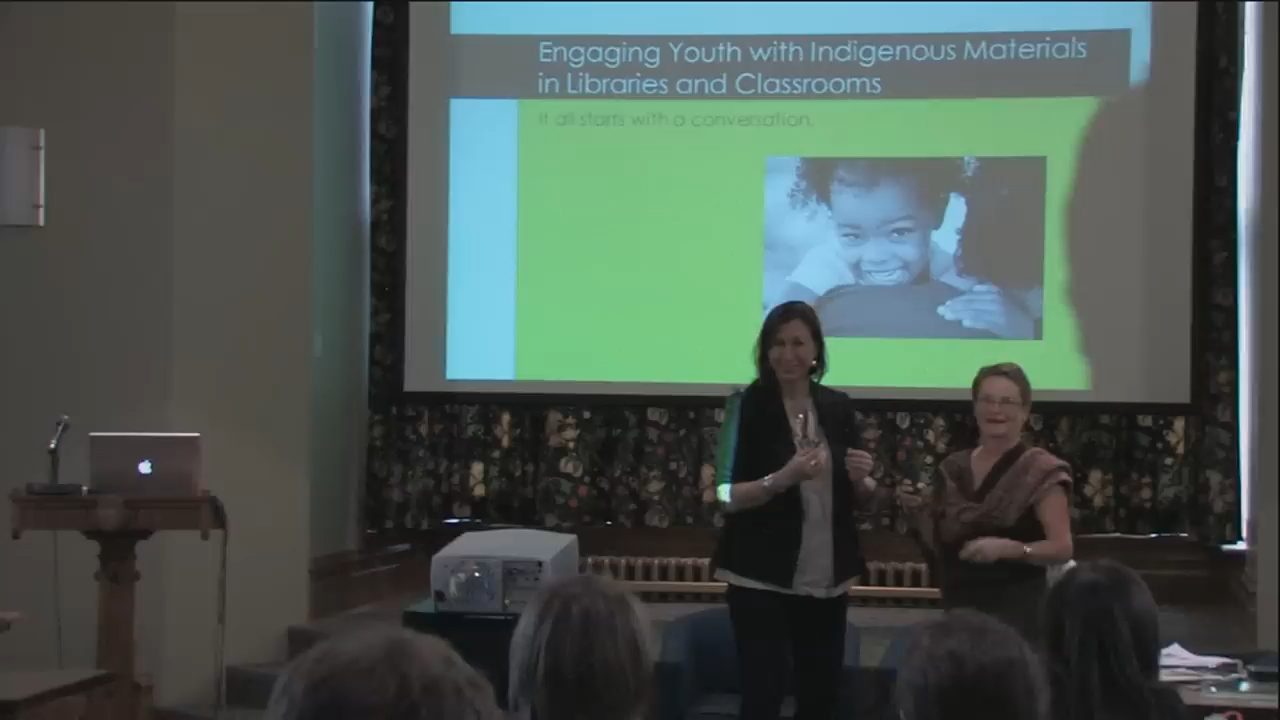 Engaging Youth with Indigenous Materials
in Libraries and Classrooms
It all starts with a conversation.